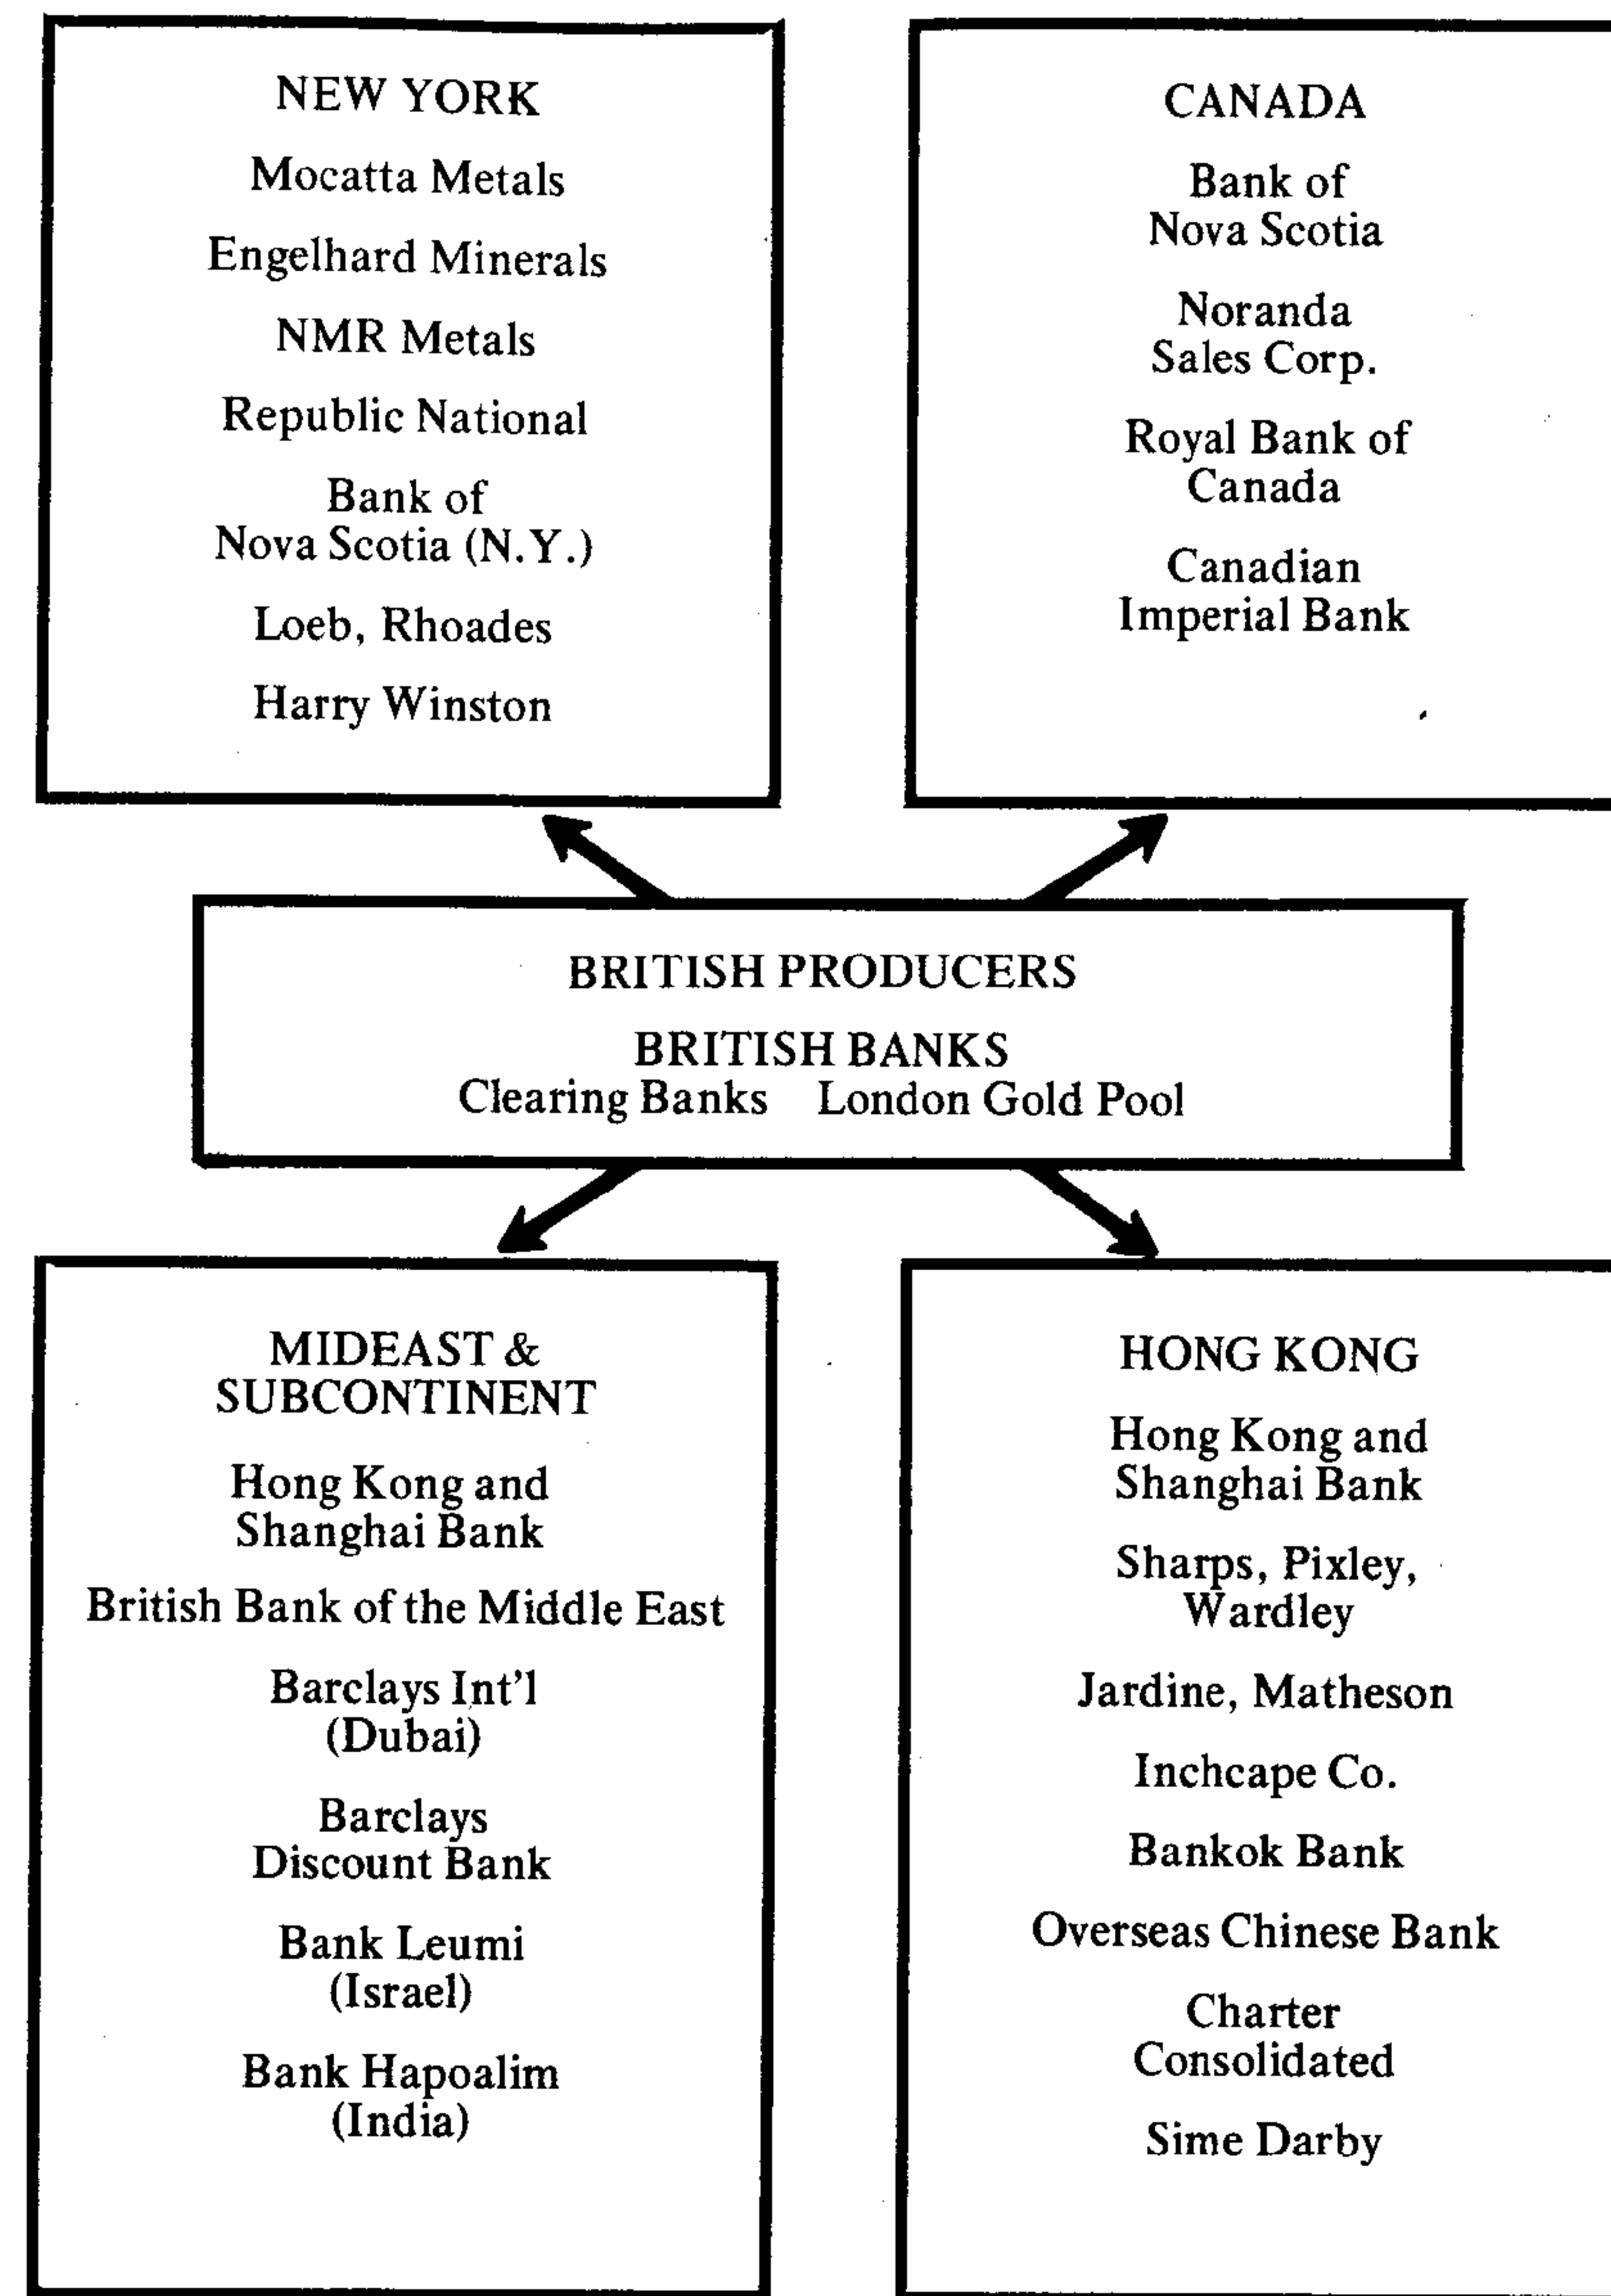 NEW YORK
Mocatta Metals
Engelhard Minerals
NMR Metals
Republic National
Bank of
Nova Scotia (N.Y.)
Loeb, Rhoades
Harry Winston
CANADA
Bank of
Nova Scotia
Noranda
Sales Corp.
Royal Bank of
Canada
Canadian
Imperial Bank
BRITISH PRODUCERS
BRITISH BANKS
Clearing Banks London Gold Pool
MIDEAST &
SUBCONTINENT
Hong Kong and
Shanghai Bank
British Bank of the Middle East
Barclays Int'l
(Dubai)
Barclays
Discount Bank
Bank Leumi
(Israel)
Bank Hapoalim
(India)
HONG KONG
Hong Kong and
Shanghai Bank
Sharps, Pixley,
Wardley
Jardine, Matheson
Inchcape Co.
Bankok Bank
Overseas Chinese Bank
Charter
Consolidated
Sime Darby